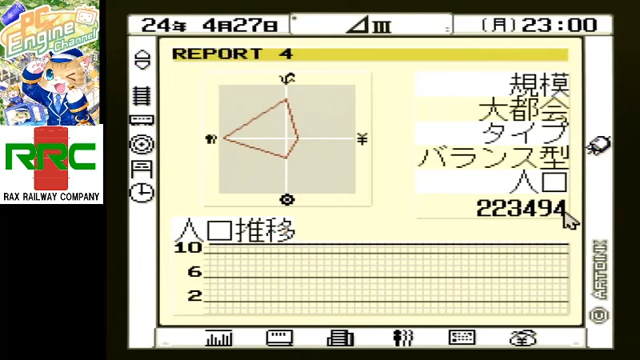 PC Engine Channel
RRC
RAX RAILWAY COMPANY
24年 4月27日
AⅢ
(月)23:00
REPORT 4
規模
大都会
タイプ
バランス型
人口
223494
¥
人口推移
10
6
2
© ARTDINK